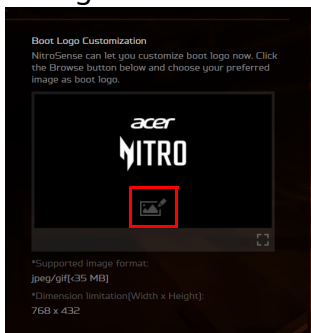 Boot Logo Customization
NitroSense can let you customize boot logo now. Click
the Browse button below and choose your preferred
image as boot logo.
acer
NITRO
*Supported image format:
jpeg/gif(<35 MB)
*Dimension limitation(Width x Height):
768 x 432